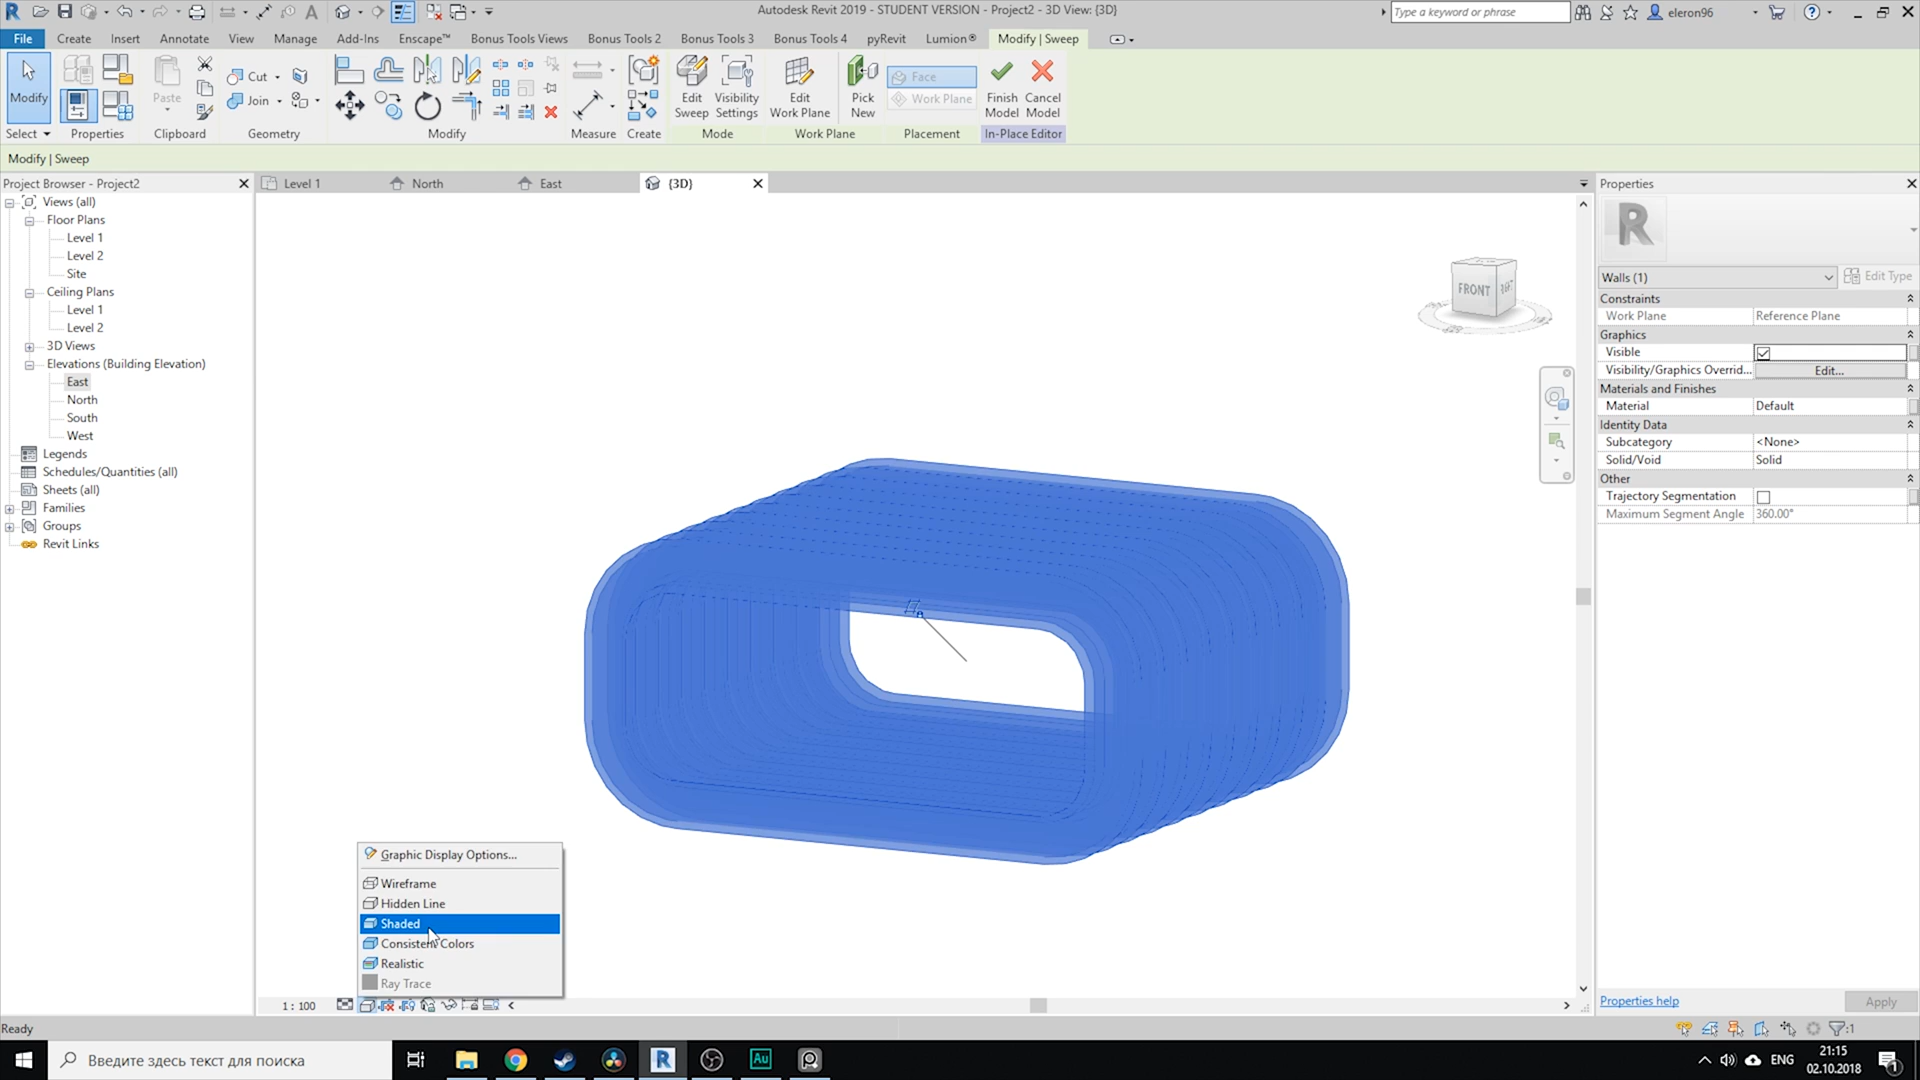 Autodesk Revit 2019 - STUDENT VERSION - Project2 - 3D View: {3D}
Type a keyword or phrase
eleron96
File Create Insert Annotate View Manage Add-Ins Enscape™ Bonus Tools Views Bonus Tools 2 Bonus Tools 3 Bonus Tools 4 pyRevit Lumion® Modify | Sweep
Modify
Paste
Cut
Join
Edit Sweep
Visibility Settings
Edit Work Plane
Pick New
Face
Work Plane
Finish Model
Cancel Model
Select Properties Clipboard Geometry Modify Measure Create Mode Work Plane Placement In-Place Editor
Modify | Sweep
Project Browser - Project2
Level 1
North
East
{3D}
Views (all)
Floor Plans
Level 1
Level 2
Site
Ceiling Plans
Level 1
Level 2
3D Views
Elevations (Building Elevation)
East
North
South
West
Legends
Schedules/Quantities (all)
Sheets (all)
Families
Groups
Revit Links
FRONT
RIGHT
Graphic Display Options...
Wireframe
Hidden Line
Shaded
Consistent Colors
Realistic
Ray Trace
1 : 100
Properties
R
Walls (1)
Edit Type
Constraints
Work Plane Reference Plane
Graphics
Visible
Visibility/Graphics Overrid... Edit...
Materials and Finishes
Material Default
Identity Data
Subcategory <None>
Solid/Void Solid
Other
Trajectory Segmentation
Maximum Segment Angle 360.00°
Properties help
Apply
Ready
:1
Введите здесь текст для поиска
R
Au
ENG
21:15
02.10.2018
1